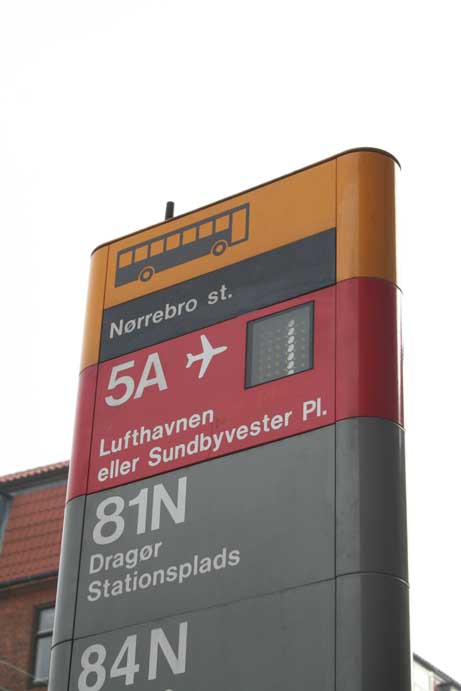 Nørrebro st.
5A
Lufthavnen
eller Sundbyvester Pl.
81N
Dragør
Stationsplads
84N